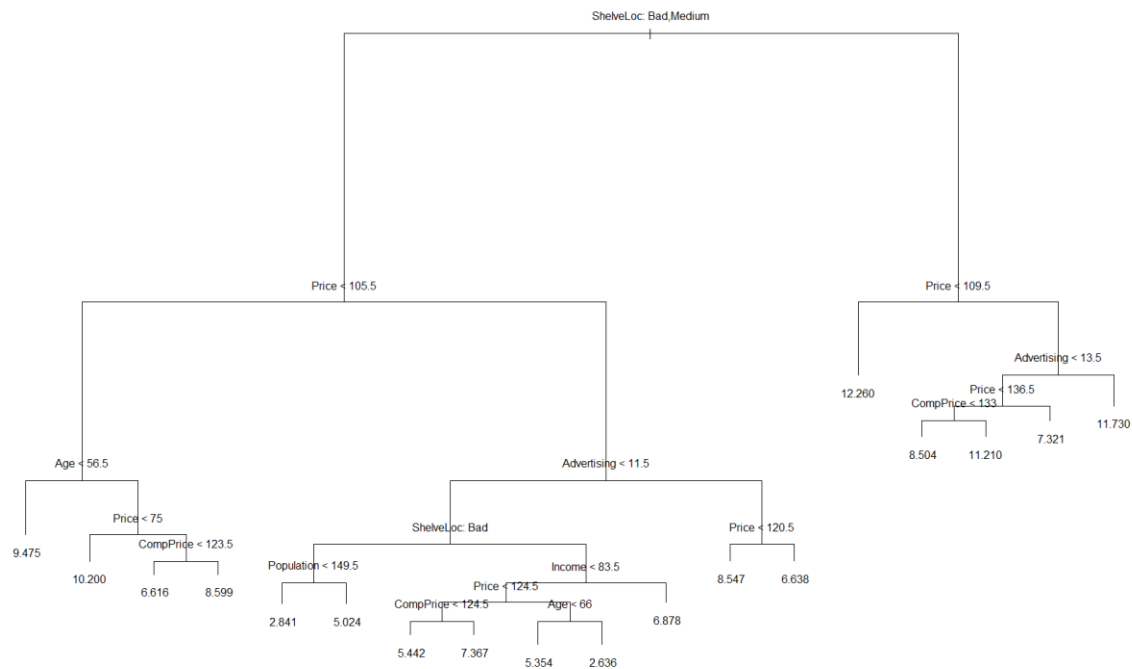 ShelveLoc: Bad,Medium
Price < 105.5
Price < 109.5
Advertising < 13.5
12.260
Price < 136.5
CompPrice < 133
11.730
7.321
8.504
11.210
Age < 56.5
Advertising < 11.5
Price < 75
ShelveLoc: Bad
Price < 120.5
9.475
CompPrice < 123.5
Population < 149.5
Income < 83.5
10.200
8.547
6.638
Price < 124.5
6.616
8.599
CompPrice < 124.5
Age < 66
2.841
5.024
6.878
5.442
7.367
5.354
2.636